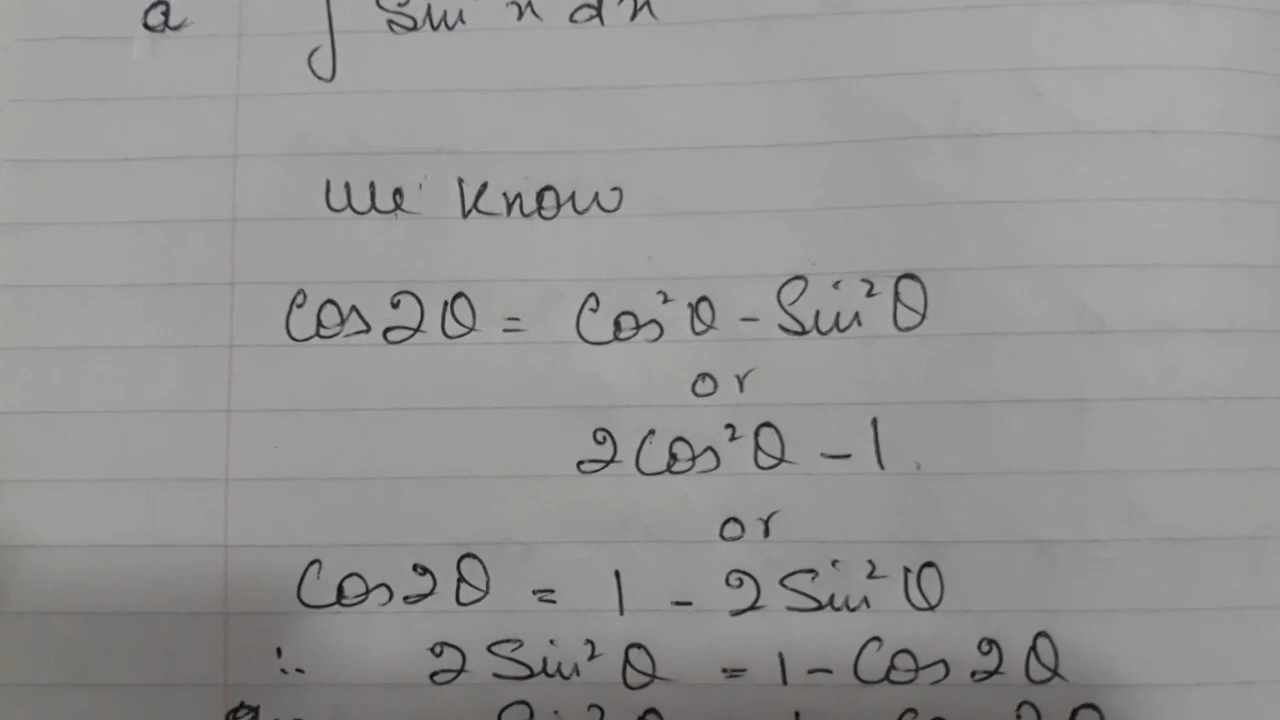 a ∫ Sin x dx
We know
Cos2θ = Cos²θ - Sin²θ
or
2Cos²θ - 1
or
Cos2θ = 1 - 2Sin²θ
∴ 2Sin²θ = 1 - Cos2θ